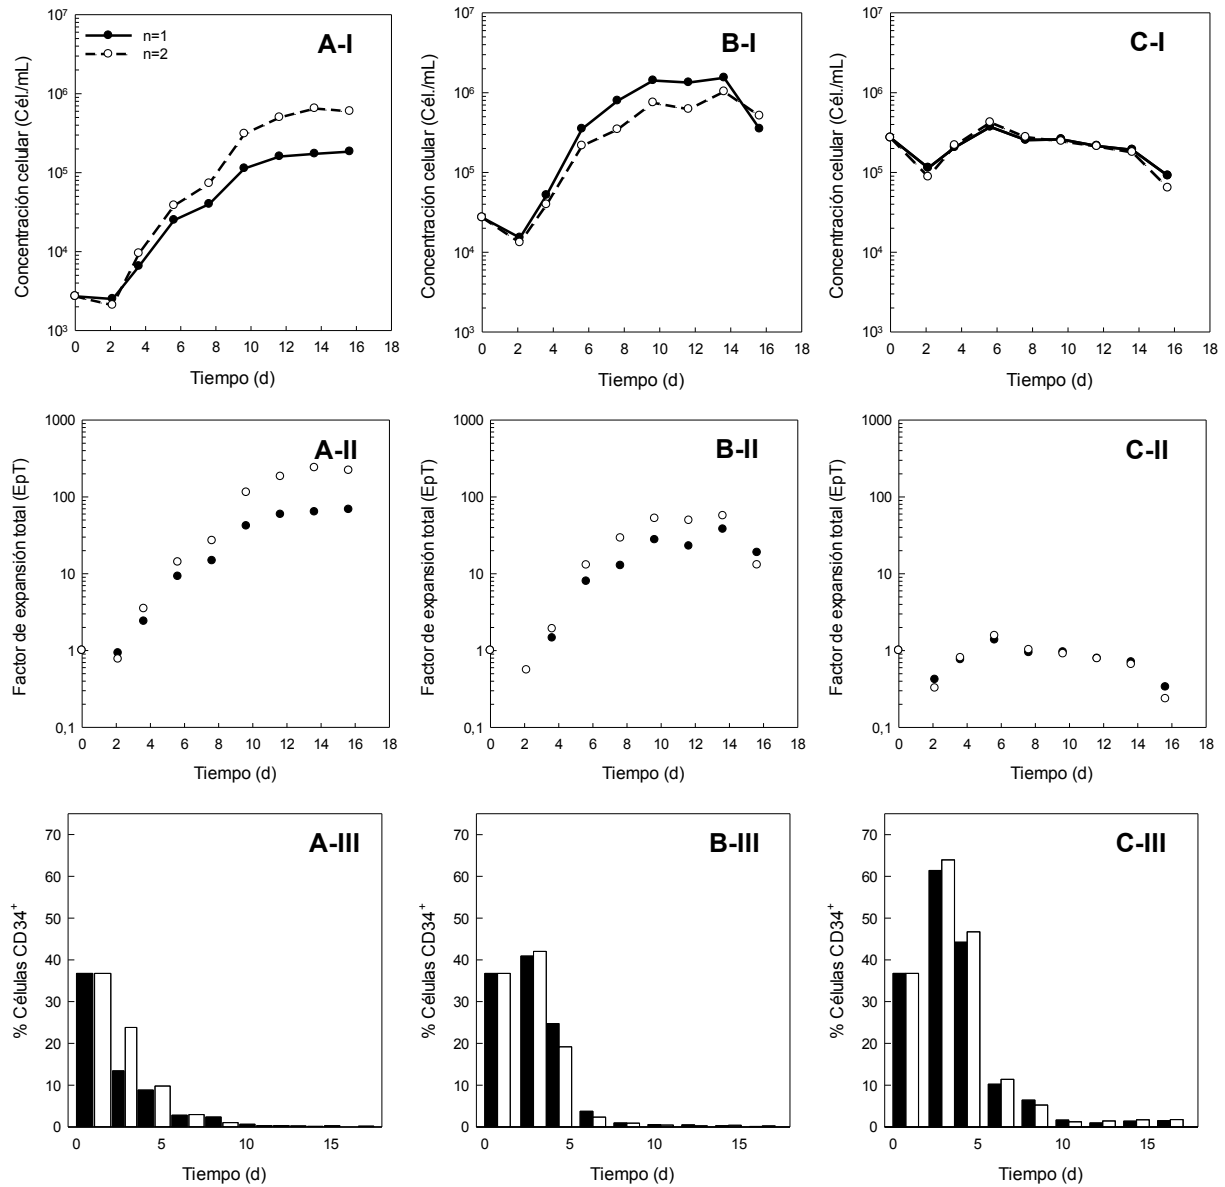 10⁷
10⁶
10⁵
10⁴
10³
0 2 4 6 8 10 12 14 16 18
Concentración celular (Cél./mL)
Tiempo (d)
n=1
n=2
A-I
10⁷
10⁶
10⁵
10⁴
10³
0 2 4 6 8 10 12 14 16 18
Concentración celular (Cél./mL)
Tiempo (d)
B-I
10⁷
10⁶
10⁵
10⁴
10³
0 2 4 6 8 10 12 14 16 18
Concentración celular (Cél./mL)
Tiempo (d)
C-I
1000
100
10
1
0,1
0 2 4 6 8 10 12 14 16 18
Factor de expansión total (EpT)
Tiempo (d)
A-II
1000
100
10
1
0,1
0 2 4 6 8 10 12 14 16 18
Factor de expansión total (EpT)
Tiempo (d)
B-II
1000
100
10
1
0,1
0 2 4 6 8 10 12 14 16 18
Factor de expansión total (EpT)
Tiempo (d)
C-II
70
60
50
40
30
20
10
0
0 5 10 15
% Células CD34⁺
Tiempo (d)
A-III
70
60
50
40
30
20
10
0
0 5 10 15
% Células CD34⁺
Tiempo (d)
B-III
70
60
50
40
30
20
10
0
0 5 10 15
% Células CD34⁺
Tiempo (d)
C-III